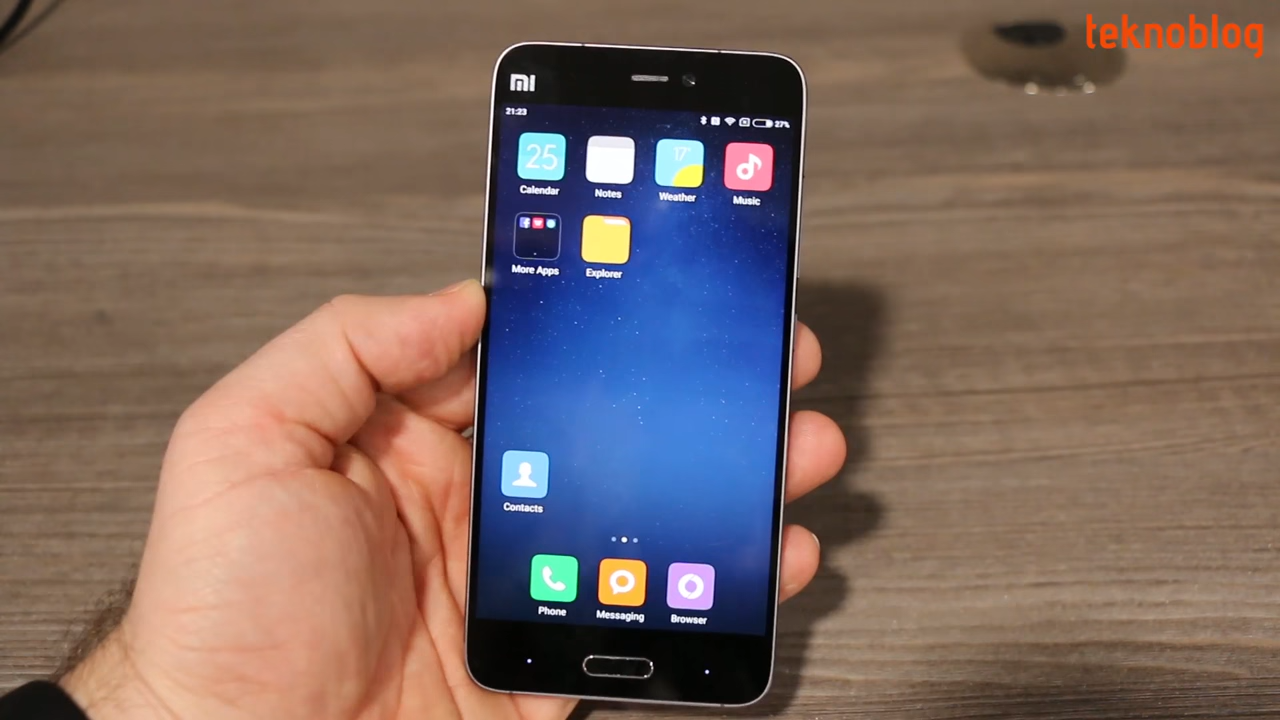 teknoblog
mi
21:23
27%
25
17°
Calendar
Notes
Weather
Music
More Apps
Explorer
Contacts
Phone
Messaging
Browser